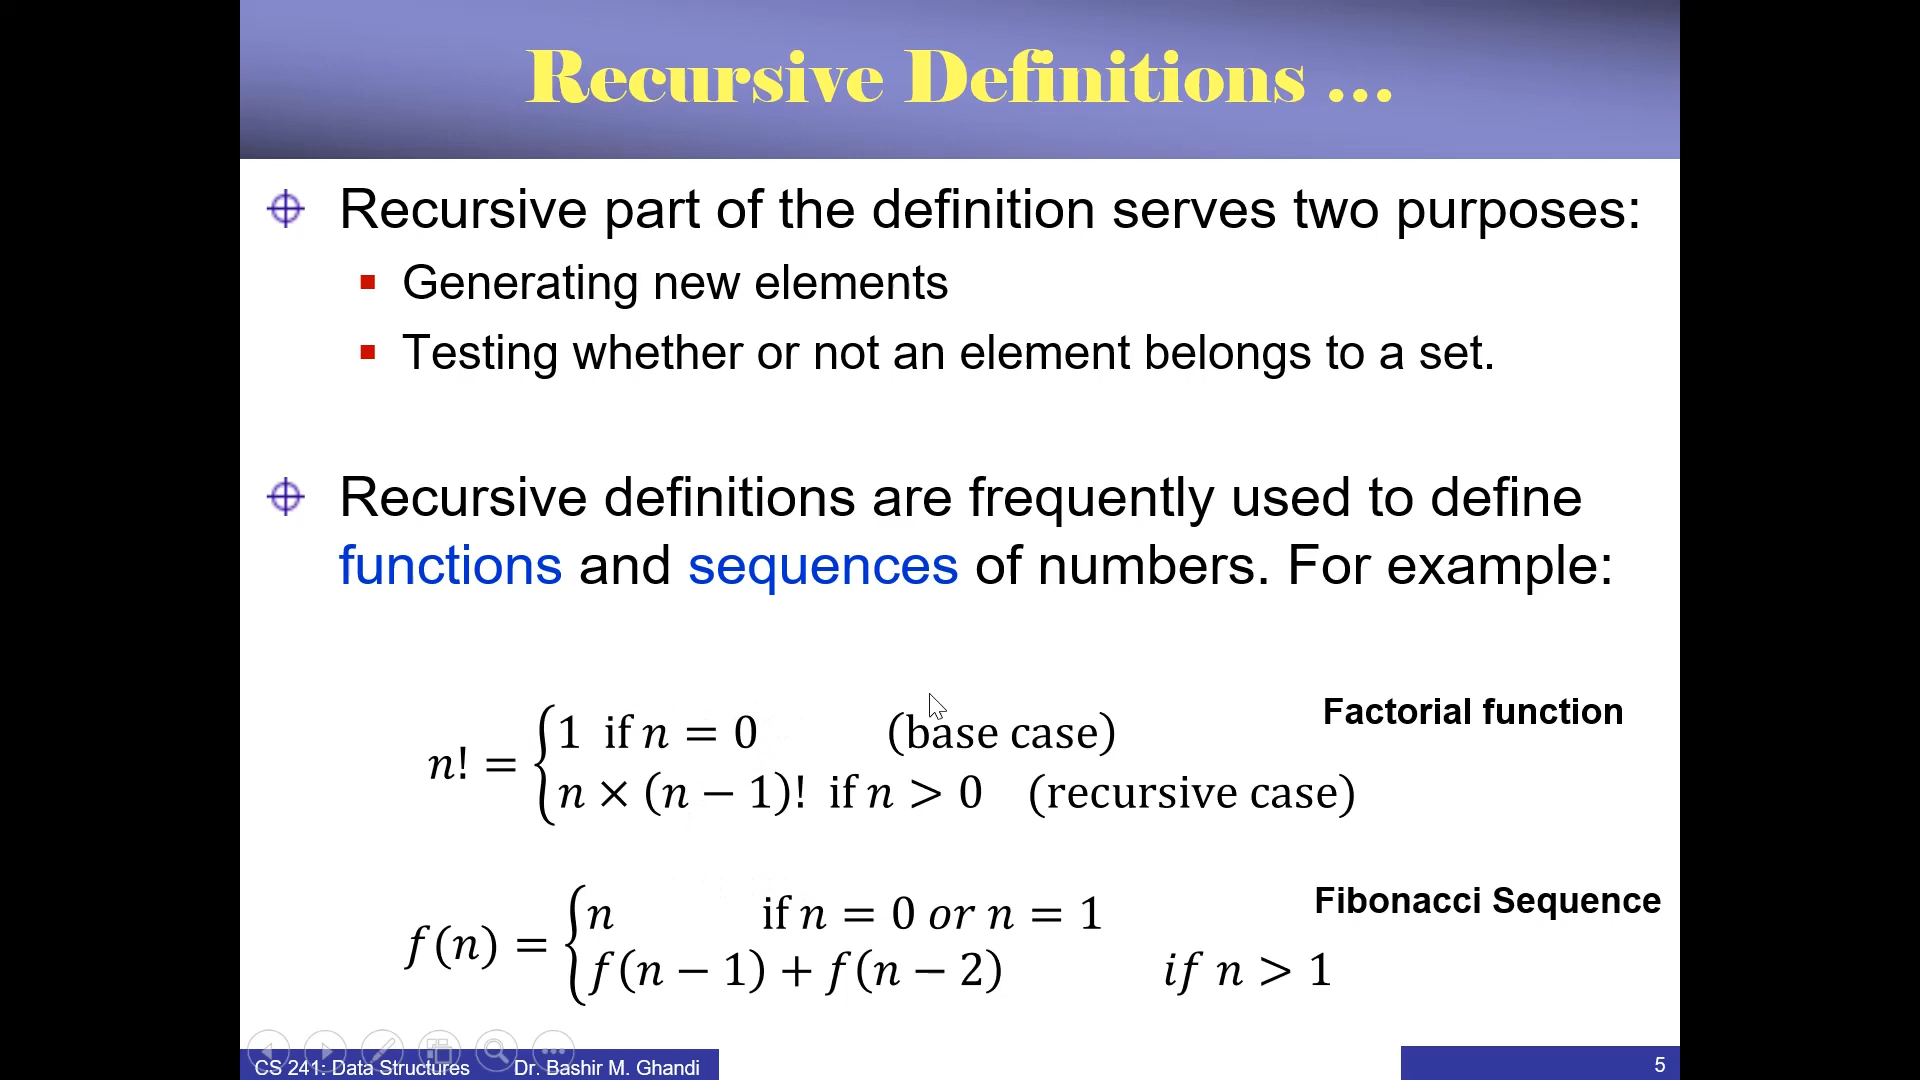 Recursive Definitions ...
Recursive part of the definition serves two purposes:
Generating new elements
Testing whether or not an element belongs to a set.
Recursive definitions are frequently used to define
functions and sequences of numbers. For example:
Factorial function
n! = { 1 if n = 0 (base case)
n × (n − 1)! if n > 0 (recursive case)
Fibonacci Sequence
f(n) = { n if n = 0 or n = 1
f(n − 1) + f(n − 2) if n > 1
CS 241: Data Structures Dr. Bashir M. Ghandi
5